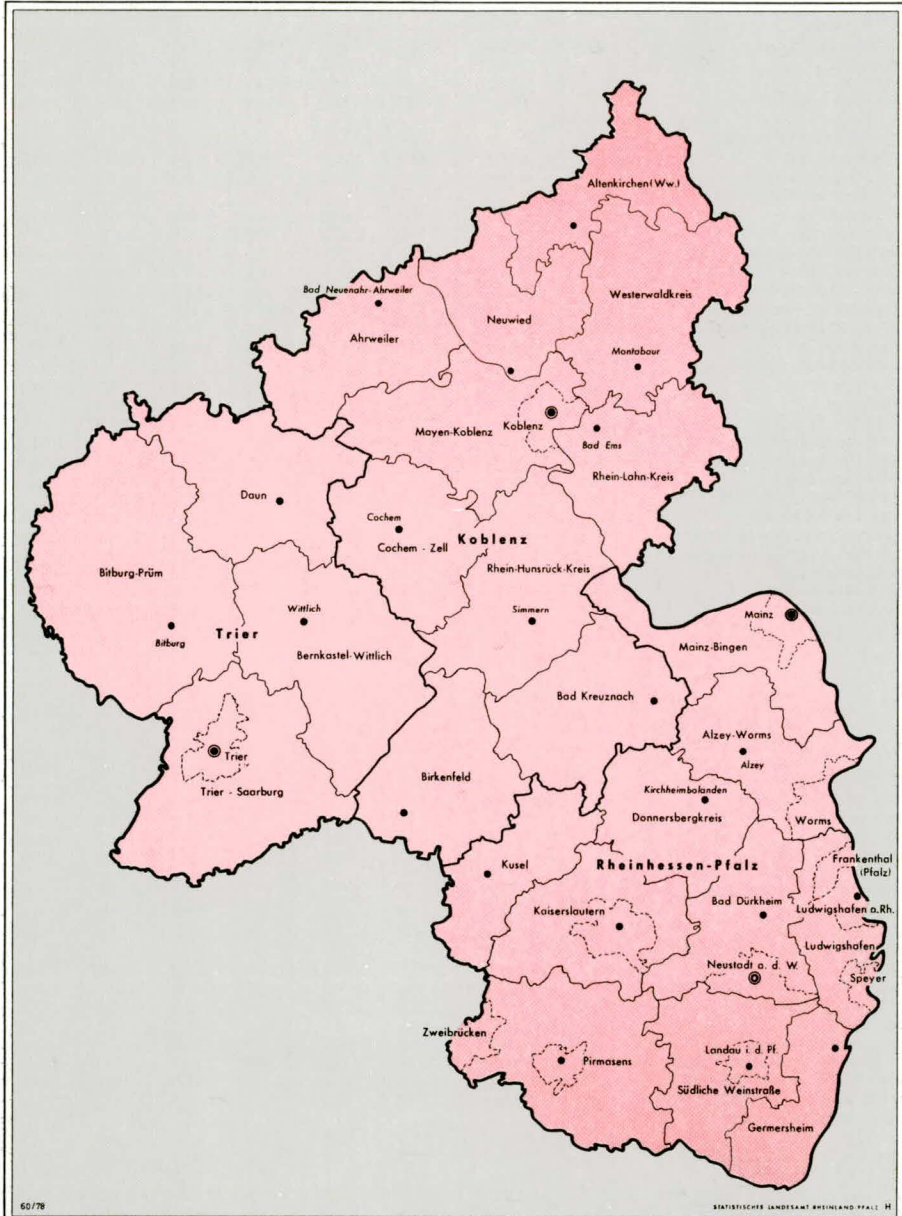 Altenkirchen (Ww.)
Bad Neuenahr-Ahrweiler
Westerwaldkreis
Neuwied
Ahrweiler
Montabaur
Koblenz
Mayen-Koblenz
Bad Ems
Rhein-Lahn-Kreis
Daun
Cochem
Koblenz
Cochem - Zell
Rhein-Hunsrück-Kreis
Bitburg-Prüm
Wittlich
Simmern
Mainz
Trier
Bitburg
Mainz-Bingen
Bernkastel-Wittlich
Bad Kreuznach
Alzey-Worms
Trier
Alzey
Birkenfeld
Trier - Saarburg
Kirchheimbolanden
Donnersbergkreis
Worms
Kusel
Rheinhessen-Pfalz
Frankenthal
(Pfalz)
Bad Dürkheim
Kaiserslautern
Ludwigshafen a.Rh.
Ludwigshafen
Neustadt a. d. W.
Speyer
Zweibrücken
Landau i. d. Pf.
Pirmasens
Südliche Weinstraße
Germersheim
60/78
STATISTISCHES LANDESAMT RHEINLAND-PFALZ H